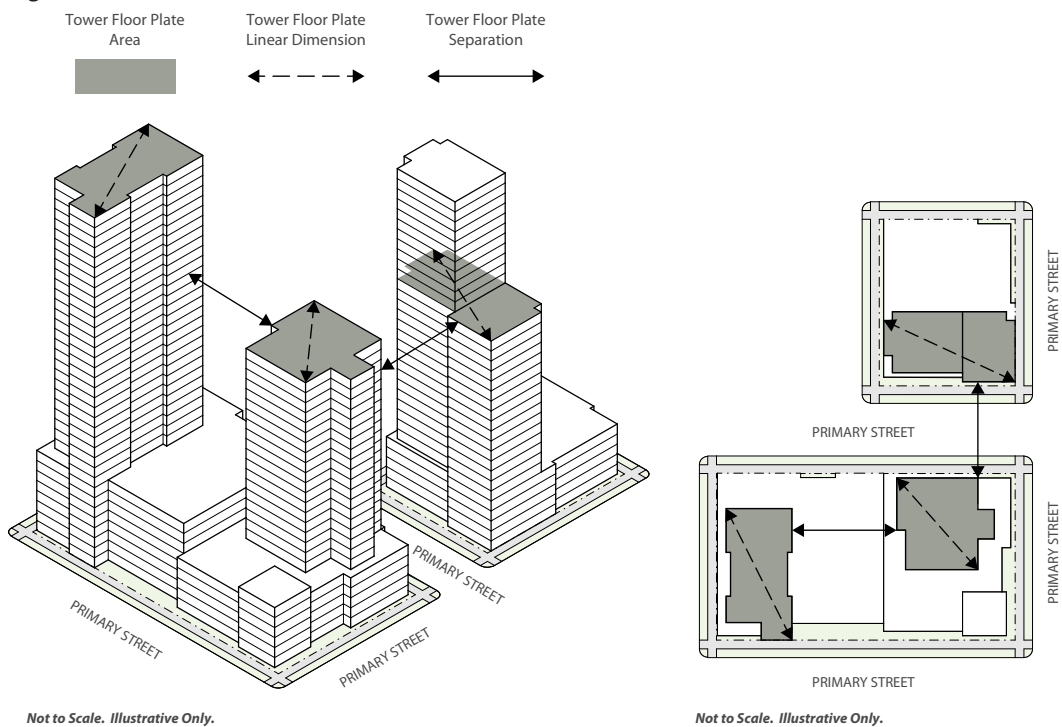 Tower Floor Plate
Area
Tower Floor Plate
Linear Dimension
Tower Floor Plate
Separation
PRIMARY STREET
PRIMARY STREET
PRIMARY STREET
Not to Scale. Illustrative Only.
PRIMARY STREET
PRIMARY STREET
PRIMARY STREET
PRIMARY STREET
Not to Scale. Illustrative Only.